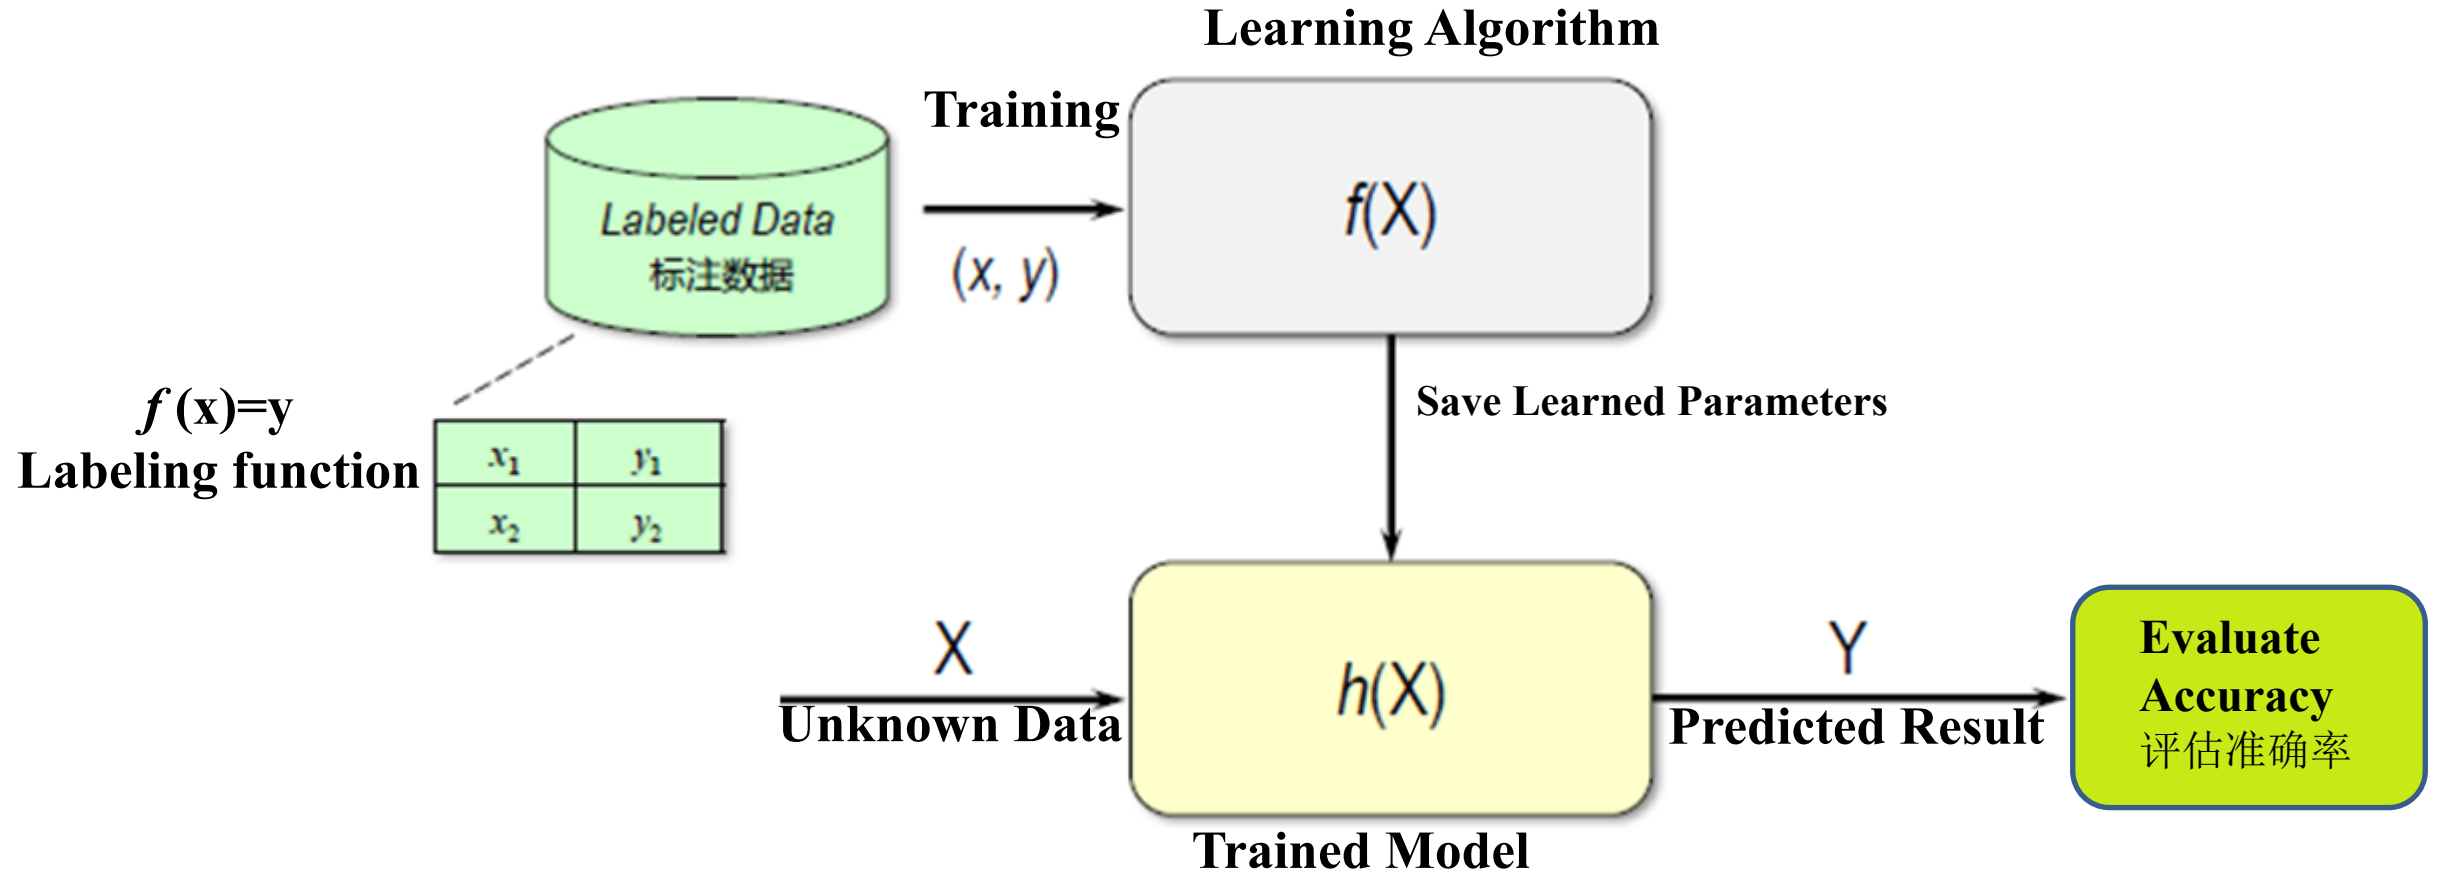 Learning Algorithm
Training
Labeled Data
标注数据
(x, y)
f(X)
f (x)=y
Labeling function
x₁ y₁
x₂ y₂
Save Learned Parameters
X
Unknown Data
h(X)
Y
Predicted Result
Evaluate
Accuracy
评估准确率
Trained Model